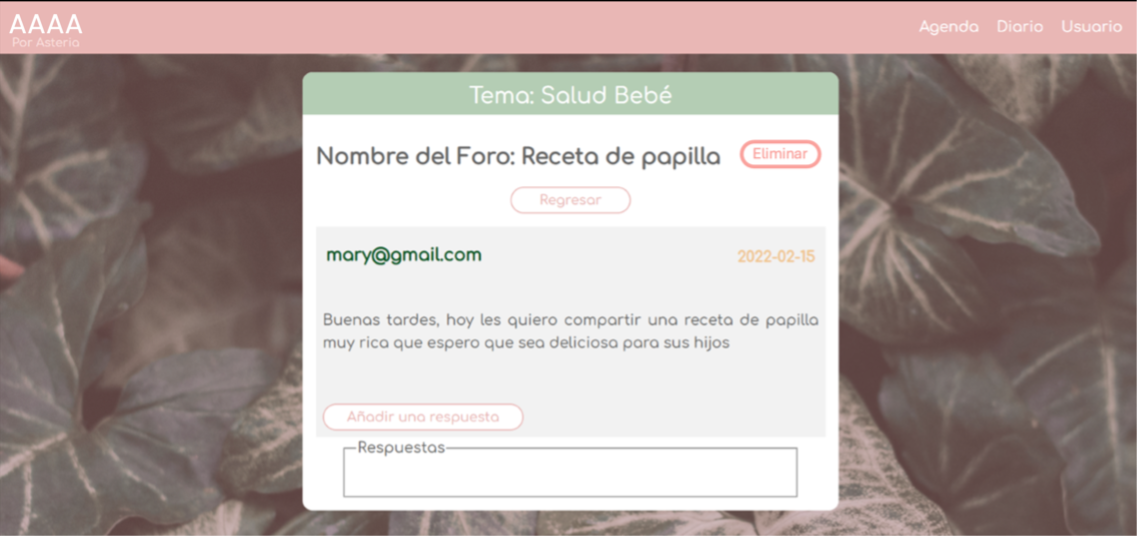 AAAA
Por Asteria
Agenda Diario Usuario
Tema: Salud Bebé
Nombre del Foro: Receta de papilla
Eliminar
Regresar
mary@gmail.com
2022-02-15
Buenas tardes, hoy les quiero compartir una receta de papilla
muy rica que espero que sea deliciosa para sus hijos
Añadir una respuesta
Respuestas